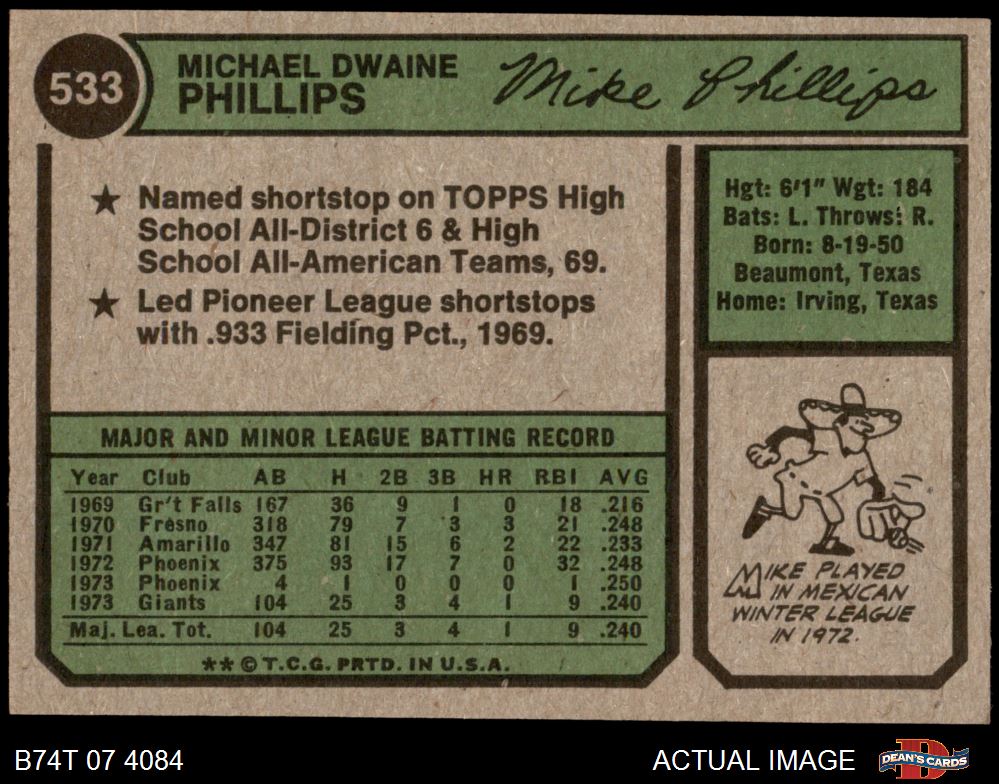 533
MICHAEL DWAINE
PHILLIPS
Mike Phillips
★ Named shortstop on TOPPS High
School All-District 6 & High
School All-American Teams, 69.
★ Led Pioneer League shortstops
with .933 Fielding Pct., 1969.
Hgt: 6'1" Wgt: 184
Bats: L. Throws: R.
Born: 8-19-50
Beaumont, Texas
Home: Irving, Texas
MAJOR AND MINOR LEAGUE BATTING RECORD
Year Club AB H 2B 3B HR RBI AVG
1969 Gr't Falls 167 36 9 1 0 18 .216
1970 Fresno 318 79 7 3 3 21 .248
1971 Amarillo 347 81 15 6 2 22 .233
1972 Phoenix 375 93 17 7 0 32 .248
1973 Phoenix 4 1 0 0 0 1 .250
1973 Giants 104 25 3 4 1 9 .240
Maj. Lea. Tot. 104 25 3 4 1 9 .240
** © T.C.G. PRTD. IN U.S.A.
MIKE PLAYED
IN MEXICAN
WINTER LEAGUE
IN 1972.
B74T 07 4084
ACTUAL IMAGE
DEAN'S CARDS